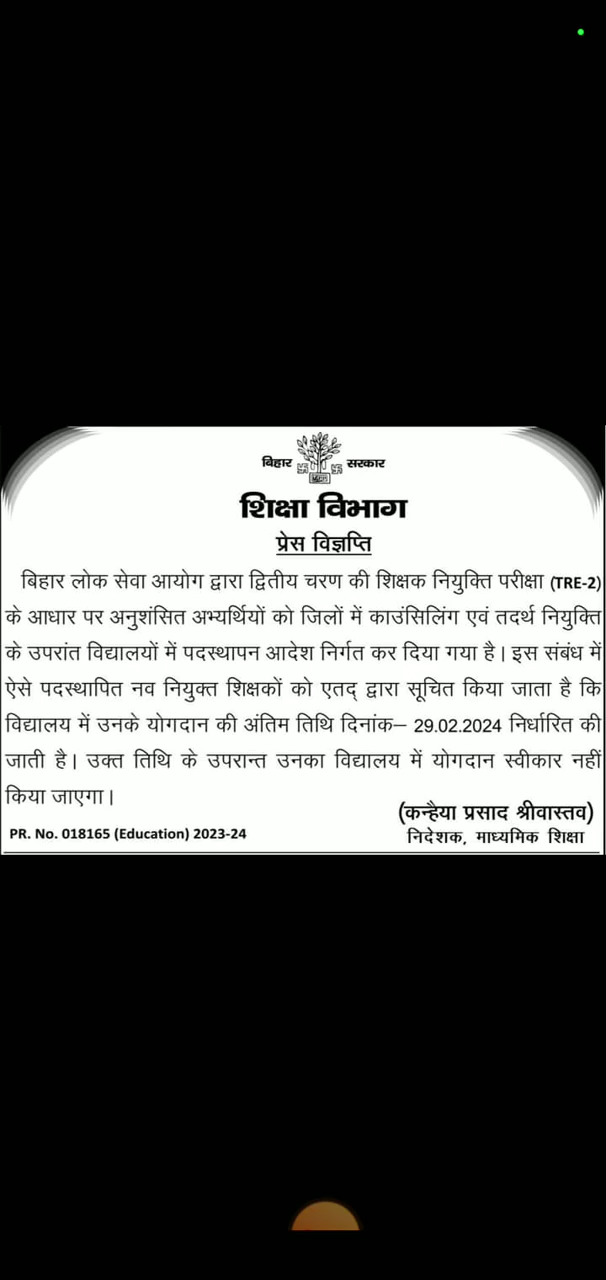 बिहार सरकार
शिक्षा विभाग
प्रेस विज्ञप्ति
बिहार लोक सेवा आयोग द्वारा द्वितीय चरण की शिक्षक नियुक्ति परीक्षा (TRE-2)
के आधार पर अनुशंसित अभ्यर्थियों को जिलों में काउंसिलिंग एवं तदर्थ नियुक्ति
के उपरांत विद्यालयों में पदस्थापन आदेश निर्गत कर दिया गया है। इस संबंध में
ऐसे पदस्थापित नव नियुक्त शिक्षकों को एतद् द्वारा सूचित किया जाता है कि
विद्यालय में उनके योगदान की अंतिम तिथि दिनांक– 29.02.2024 निर्धारित की
जाती है। उक्त तिथि के उपरान्त उनका विद्यालय में योगदान स्वीकार नहीं
किया जाएगा।
(कन्हैया प्रसाद श्रीवास्तव)
PR. No. 018165 (Education) 2023-24 निदेशक, माध्यमिक शिक्षा